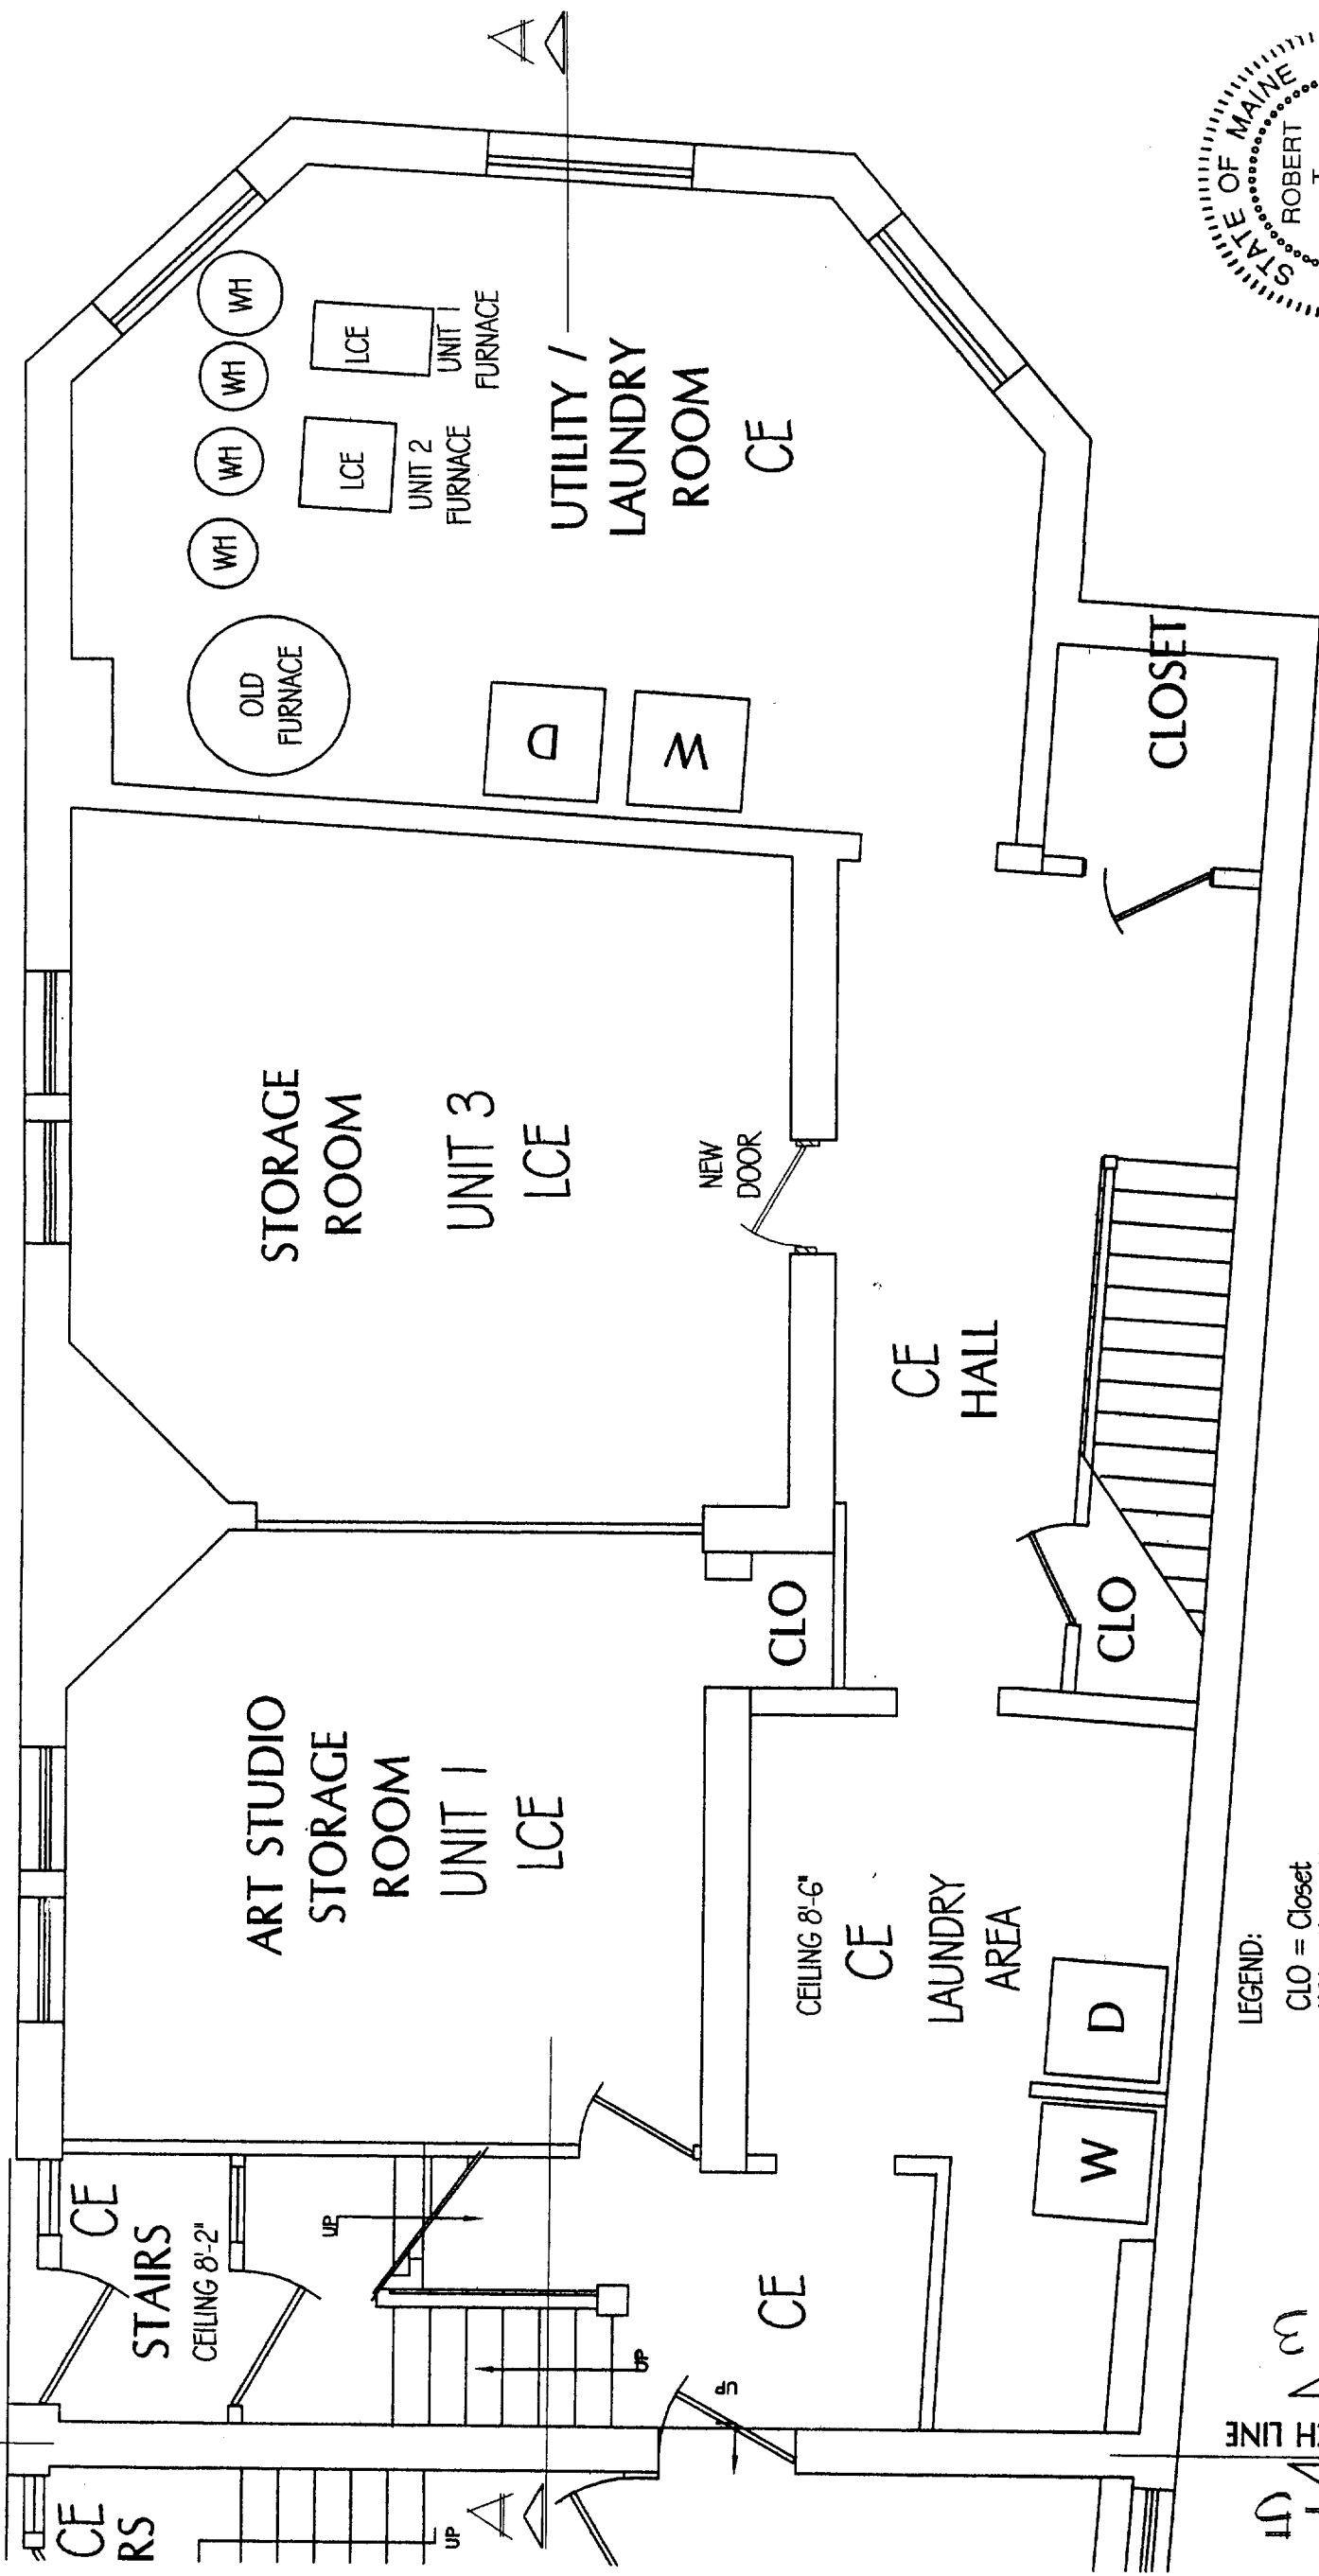 STATE OF MAINE
ROBERT
T.
A
WH
WH
WH
WH
LCE
UNIT 1
FURNACE
LCE
UNIT 2
FURNACE
OLD
FURNACE
UTILITY /
LAUNDRY
ROOM
CE
D
W
CLOSET
STORAGE
ROOM
UNIT 3
LCE
NEW
DOOR
CE
HALL
CLO
CLO
ART STUDIO
STORAGE
ROOM
UNIT 1
LCE
CEILING 8'-6"
CE
LAUNDRY
AREA
D
W
CE
STAIRS
CEILING 8'-2"
UP
UP
UP
CE
CE
RS
UP
A
LEGEND:
CLO = Closet
CH LINE